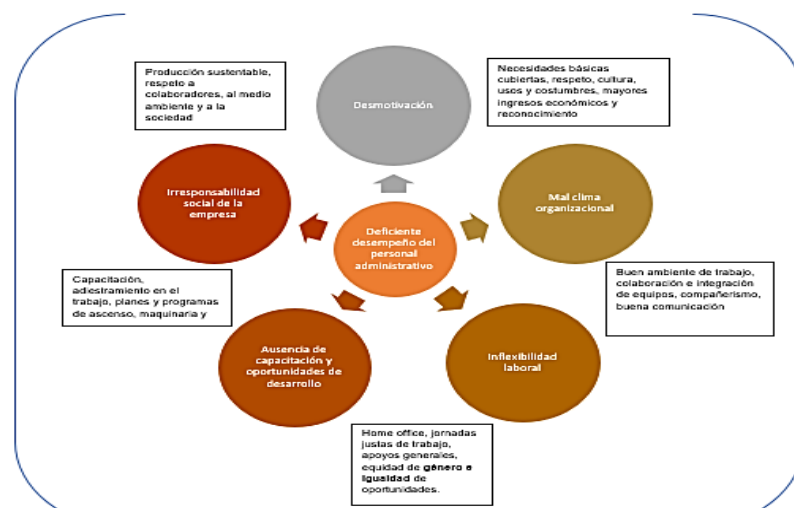 Producción sustentable,
respeto a
colaboradores, al medio
ambiente y a la
sociedad
Desmotivación
Necesidades básicas
cubiertas, respeto, cultura,
usos y costumbres, mayores
ingresos económicos y
reconocimiento
Irresponsabilidad
social de la
empresa
Mal clima
organizacional
Deficiente
desempeño del
personal
administrativo
Capacitación,
adiestramiento en el
trabajo, planes y programas
de ascenso, maquinaria y
Buen ambiente de trabajo,
colaboración e integración
de equipos, compañerismo,
buena comunicación
Ausencia de
capacitación y
oportunidades de
desarrollo
Inflexibilidad
laboral
Home office, jornadas
justas de trabajo,
apoyos generales,
equidad de género e
igualdad de
oportunidades.